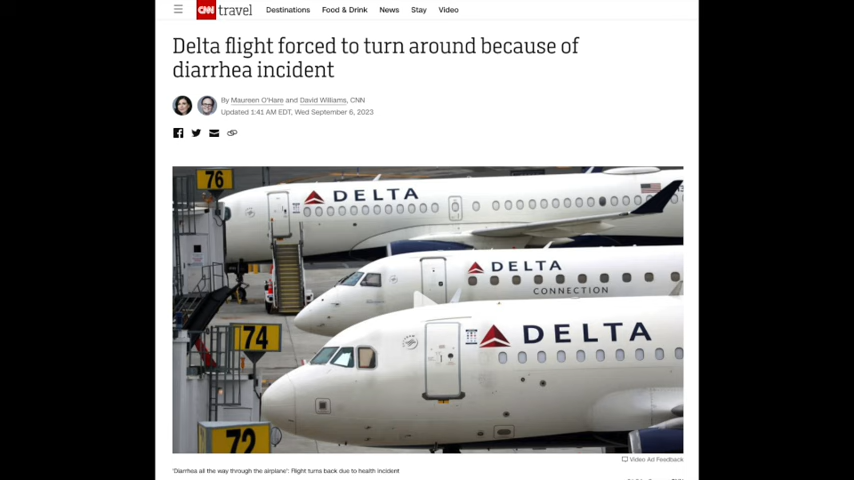 CNN travel Destinations Food & Drink News Stay Video
Delta flight forced to turn around because of
diarrhea incident
By Maureen O'Hare and David Williams, CNN
Updated 1:41 AM EDT, Wed September 6, 2023
76
DELTA
DELTA
CONNECTION
74
DELTA
72
Video Ad Feedback
'Diarrhea all the way through the airplane': Flight turns back due to health incident